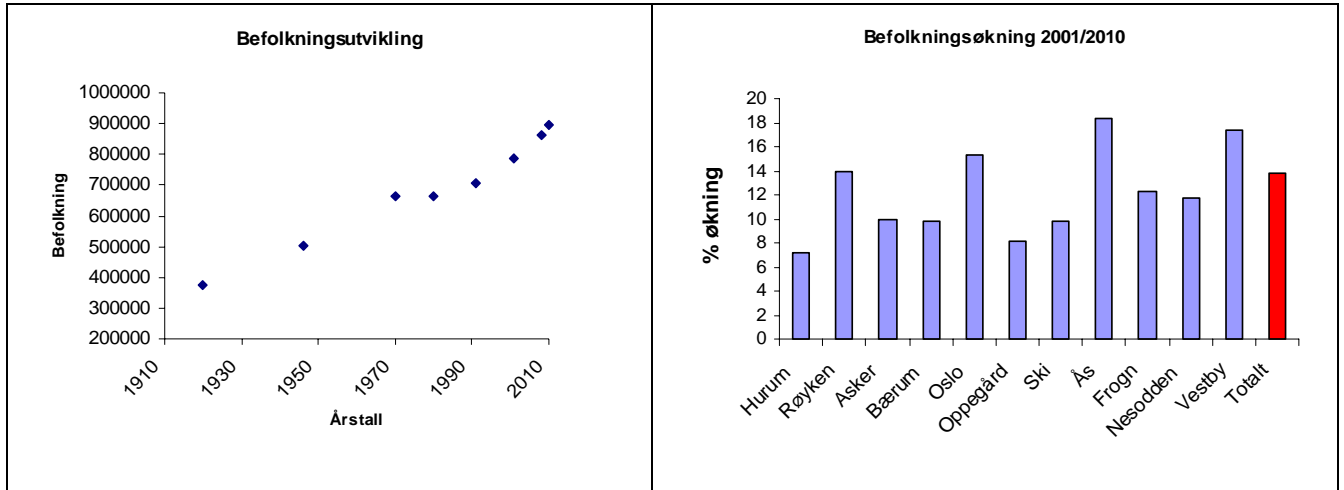 Befolkningsutvikling
1000000
900000
800000
700000
600000
500000
400000
300000
200000
Befolkning
1910
1930
1950
1970
1990
2010
Årstall
Befolkningsøkning 2001/2010
20
18
16
14
12
10
8
6
4
2
0
% økning
Hurum
Røyken
Asker
Bærum
Oslo
Oppegård
Ski
Ås
Frogn
Nesodden
Vestby
Totalt